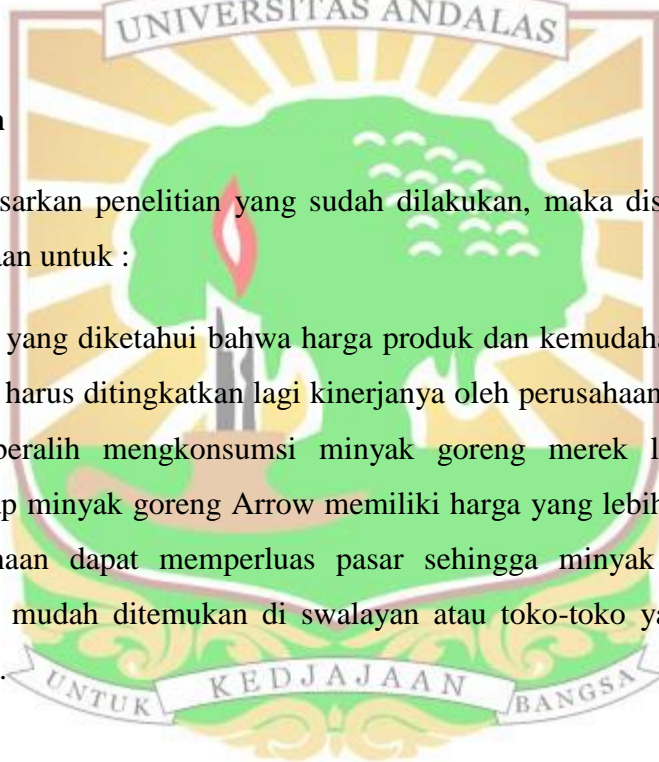 UNIVERSITAS ANDALAS
sarkan penelitian yang sudah dilakukan, maka dis
an untuk :
yang diketahui bahwa harga produk dan kemudaha
harus ditingkatkan lagi kinerjanya oleh perusahaan
beralih mengkonsumsi minyak goreng merek l
ap minyak goreng Arrow memiliki harga yang lebih
haan dapat memperluas pasar sehingga minyak
mudah ditemukan di swalayan atau toko-toko ya
.
UNTUK KEDJAJAAN BANGSA